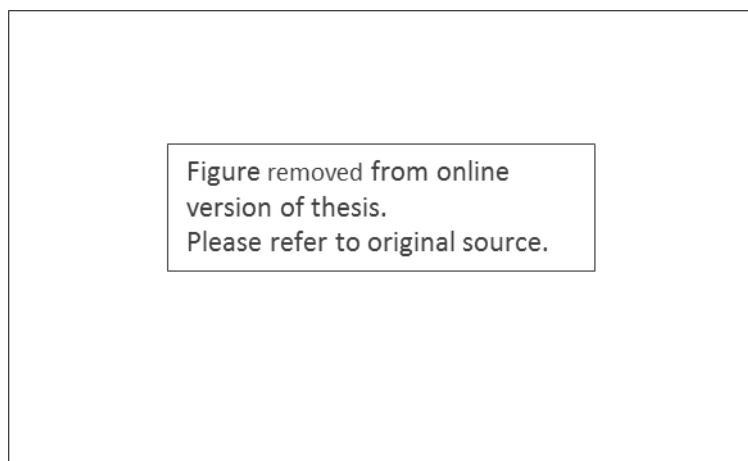 Figure removed from online
version of thesis.
Please refer to original source.